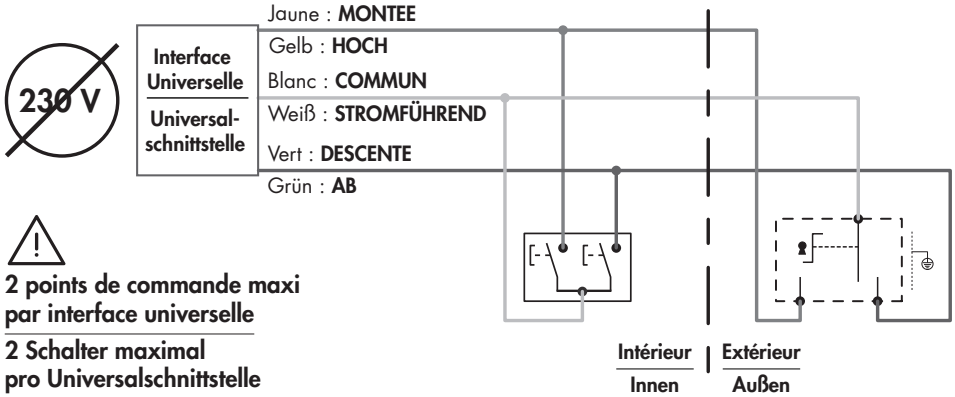 230 V
Interface
Universelle
Universal-
schnittstelle
Jaune : MONTEE
Gelb : HOCH
Blanc : COMMUN
Weiß : STROMFÜHREND
Vert : DESCENTE
Grün : AB
!
2 points de commande maxi
par interface universelle
2 Schalter maximal
pro Universalschnittstelle
Intérieur
Innen
Extérieur
Außen